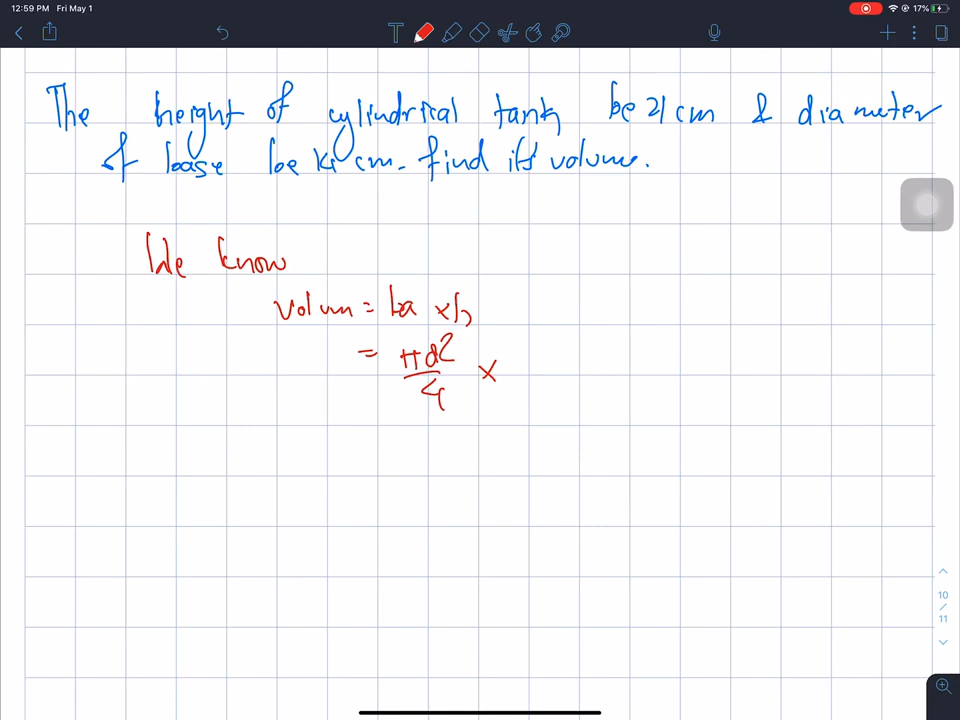 12:59 PM Fri May 1
17%
The height of cylindrical tank be 21 cm & diameter
of base be cm. find its volume.
We know
Volum = ba x h
= πd²/4 x
10
/
11